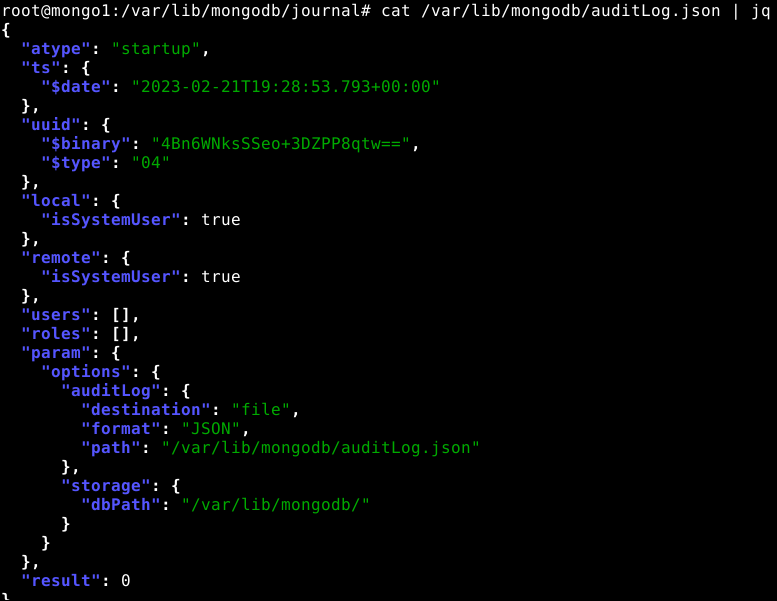 root@mongo1:/var/lib/mongodb/journal# cat /var/lib/mongodb/auditLog.json | jq
{
  "atype": "startup",
  "ts": {
    "$date": "2023-02-21T19:28:53.793+00:00"
  },
  "uuid": {
    "$binary": "4Bn6WNksSSeo+3DZPP8qtw==",
    "$type": "04"
  },
  "local": {
    "isSystemUser": true
  },
  "remote": {
    "isSystemUser": true
  },
  "users": [],
  "roles": [],
  "param": {
    "options": {
      "auditLog": {
        "destination": "file",
        "format": "JSON",
        "path": "/var/lib/mongodb/auditLog.json"
      },
      "storage": {
        "dbPath": "/var/lib/mongodb/"
      }
    }
  },
  "result": 0
}